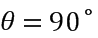 θ = 90°